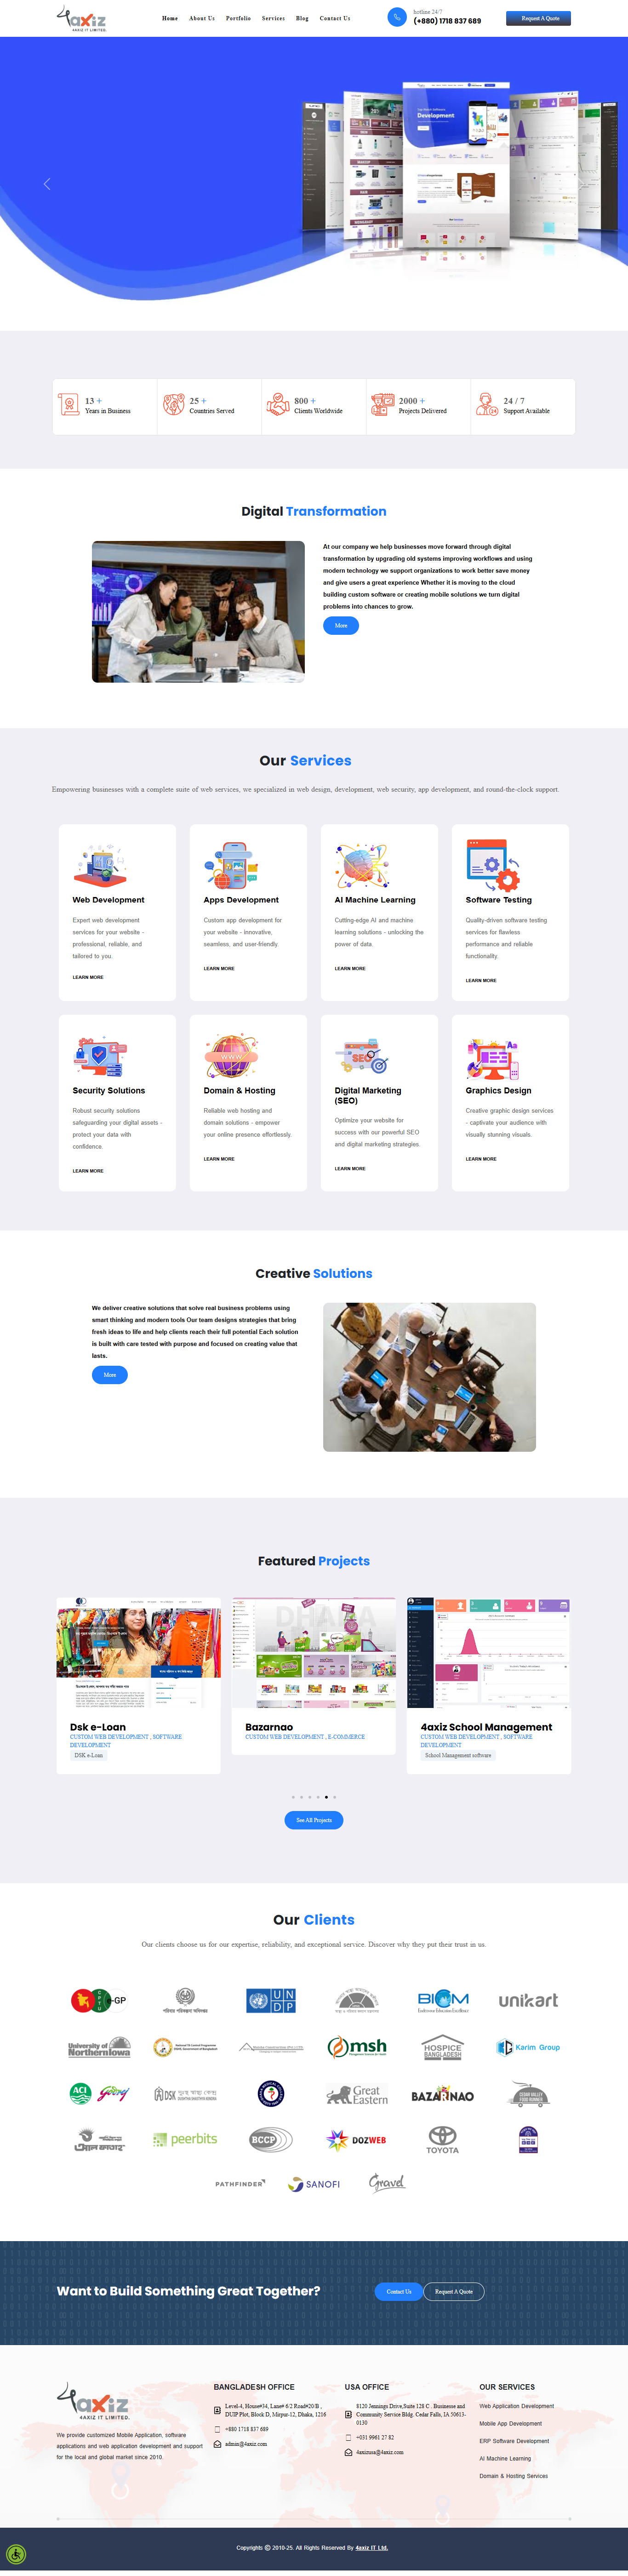 4axiz
4AXIZ IT LIMITED.
Home About Us Portfolio Services Blog Contact Us
hotline 24/7
(+880) 1718 837 689
Request A Quote
Development
13 +
Years in Business
25 +
Countries Served
800 +
Clients Worldwide
2000 +
Projects Delivered
24 / 7
Support Available
Digital Transformation
At our company we help businesses move forward through digital
transformation by upgrading old systems improving workflows and using
modern technology we support organizations to work better save money
and give users a great experience Whether it is moving to the cloud
building custom software or creating mobile solutions we turn digital
problems into chances to grow.
More
Our Services
Empowering businesses with a complete suite of web services, we specialized in web design, development, web security, app development, and round-the-clock support.
Web Development
Expert web development
services for your website -
professional, reliable, and
tailored to you.
LEARN MORE
Apps Development
Custom app development for
your website - innovative,
seamless, and user-friendly.
LEARN MORE
AI Machine Learning
Cutting-edge AI and machine
learning solutions - unlocking the
power of data.
LEARN MORE
Software Testing
Quality-driven software testing
services for flawless
performance and reliable
functionality.
LEARN MORE
Security Solutions
Robust security solutions
safeguarding your digital assets -
protect your data with
confidence.
LEARN MORE
WWW
Domain & Hosting
Reliable web hosting and
domain solutions - empower
your online presence effortlessly.
LEARN MORE
SEO
Digital Marketing
(SEO)
Optimize your website for
success with our powerful SEO
and digital marketing strategies.
LEARN MORE
Aa
Graphics Design
Creative graphic design services
- captivate your audience with
visually stunning visuals.
LEARN MORE
Creative Solutions
We deliver creative solutions that solve real business problems using
smart thinking and modern tools Our team designs strategies that bring
fresh ideas to life and help clients reach their full potential Each solution
is built with care tested with purpose and focused on creating value that
lasts.
More
Featured Projects
Dsk e-Loan
CUSTOM WEB DEVELOPMENT , SOFTWARE
DEVELOPMENT
DSK e-Loan
DHAKA
Bazarnao
CUSTOM WEB DEVELOPMENT , E-COMMERCE
4axiz School Management
CUSTOM WEB DEVELOPMENT , SOFTWARE
DEVELOPMENT
School Management software
See All Projects
Our Clients
Our clients choose us for our expertise, reliability, and exceptional service. Discover why they put their trust in us.
e-GP
UNDP
BICM
unikart
University of
Northern Iowa
msh
HOSPICE
BANGLADESH
Karim Group
ACI Godrej
DSK
Great
Eastern
BAZARNAO
peerbits
BCCP
DOZWEB
TOYOTA
PATHFINDER
SANOFI
Gravel
Want to Build Something Great Together?
Contact Us
Request A Quote
4axiz
4AXIZ IT LIMITED.
We provide customized Mobile Application, software
applications and web application development and support
for the local and global market since 2010.
BANGLADESH OFFICE
Level-4, House#34, Lane# 6/2 Road#20/B ,
DUIP Plot, Block D, Mirpur-12, Dhaka, 1216
+880 1718 837 689
admin@4axiz.com
USA OFFICE
8120 Jennings Drive,Suite 128 C . Businesse and
Community Service Bldg. Cedar Falls, IA 50613-
0130
+031 9961 27 82
4axizusa@4axiz.com
OUR SERVICES
Web Application Development
Mobile App Development
ERP Software Development
AI Machine Learning
Domain & Hosting Services
Copyrights © 2010-25. All Rights Reserved By 4axiz IT Ltd.